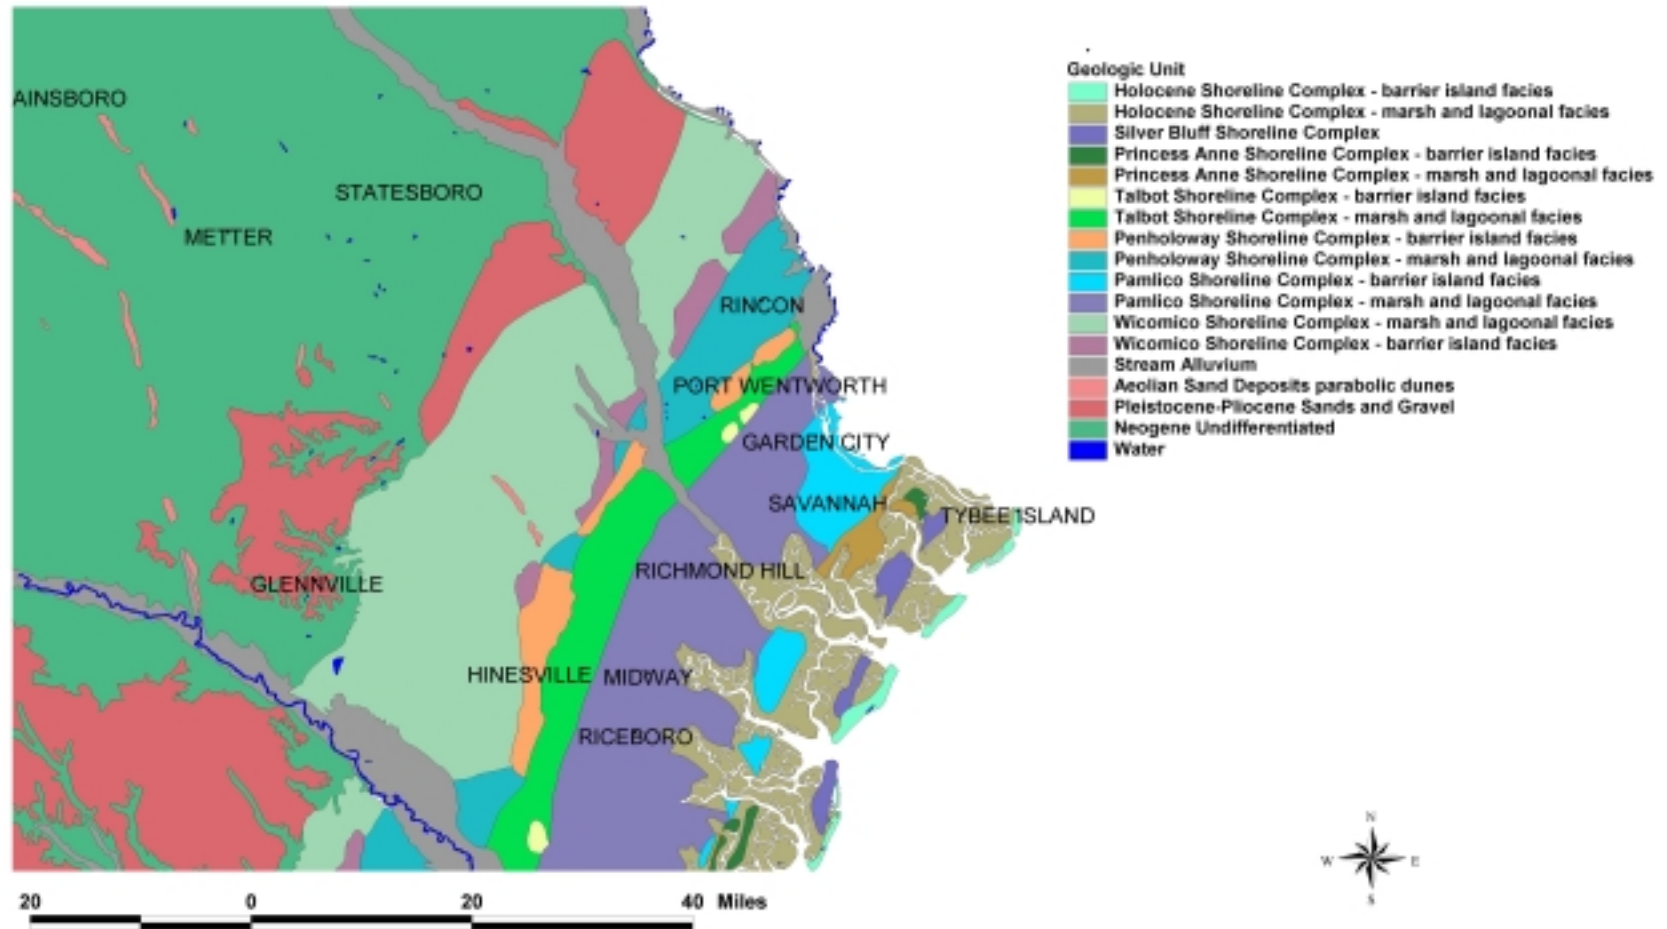 Geologic Unit
Holocene Shoreline Complex - barrier island facies
Holocene Shoreline Complex - marsh and lagoonal facies
Silver Bluff Shoreline Complex
Princess Anne Shoreline Complex - barrier island facies
Princess Anne Shoreline Complex - marsh and lagoonal facies
Talbot Shoreline Complex - barrier island facies
Talbot Shoreline Complex - marsh and lagoonal facies
Penholoway Shoreline Complex - barrier island facies
Penholoway Shoreline Complex - marsh and lagoonal facies
Pamlico Shoreline Complex - barrier island facies
Pamlico Shoreline Complex - marsh and lagoonal facies
Wicomico Shoreline Complex - marsh and lagoonal facies
Wicomico Shoreline Complex - barrier island facies
Stream Alluvium
Aeolian Sand Deposits parabolic dunes
Pleistocene-Pliocene Sands and Gravel
Neogene Undifferentiated
Water
AINSBORO
STATESBORO
METTER
RINCON
PORT WENTWORTH
GARDEN CITY
SAVANNAH
TYBEE ISLAND
RICHMOND HILL
GLENNVILLE
HINESVILLE
MIDWAY
RICEBORO
N
W E
S
20 0 20 40 Miles